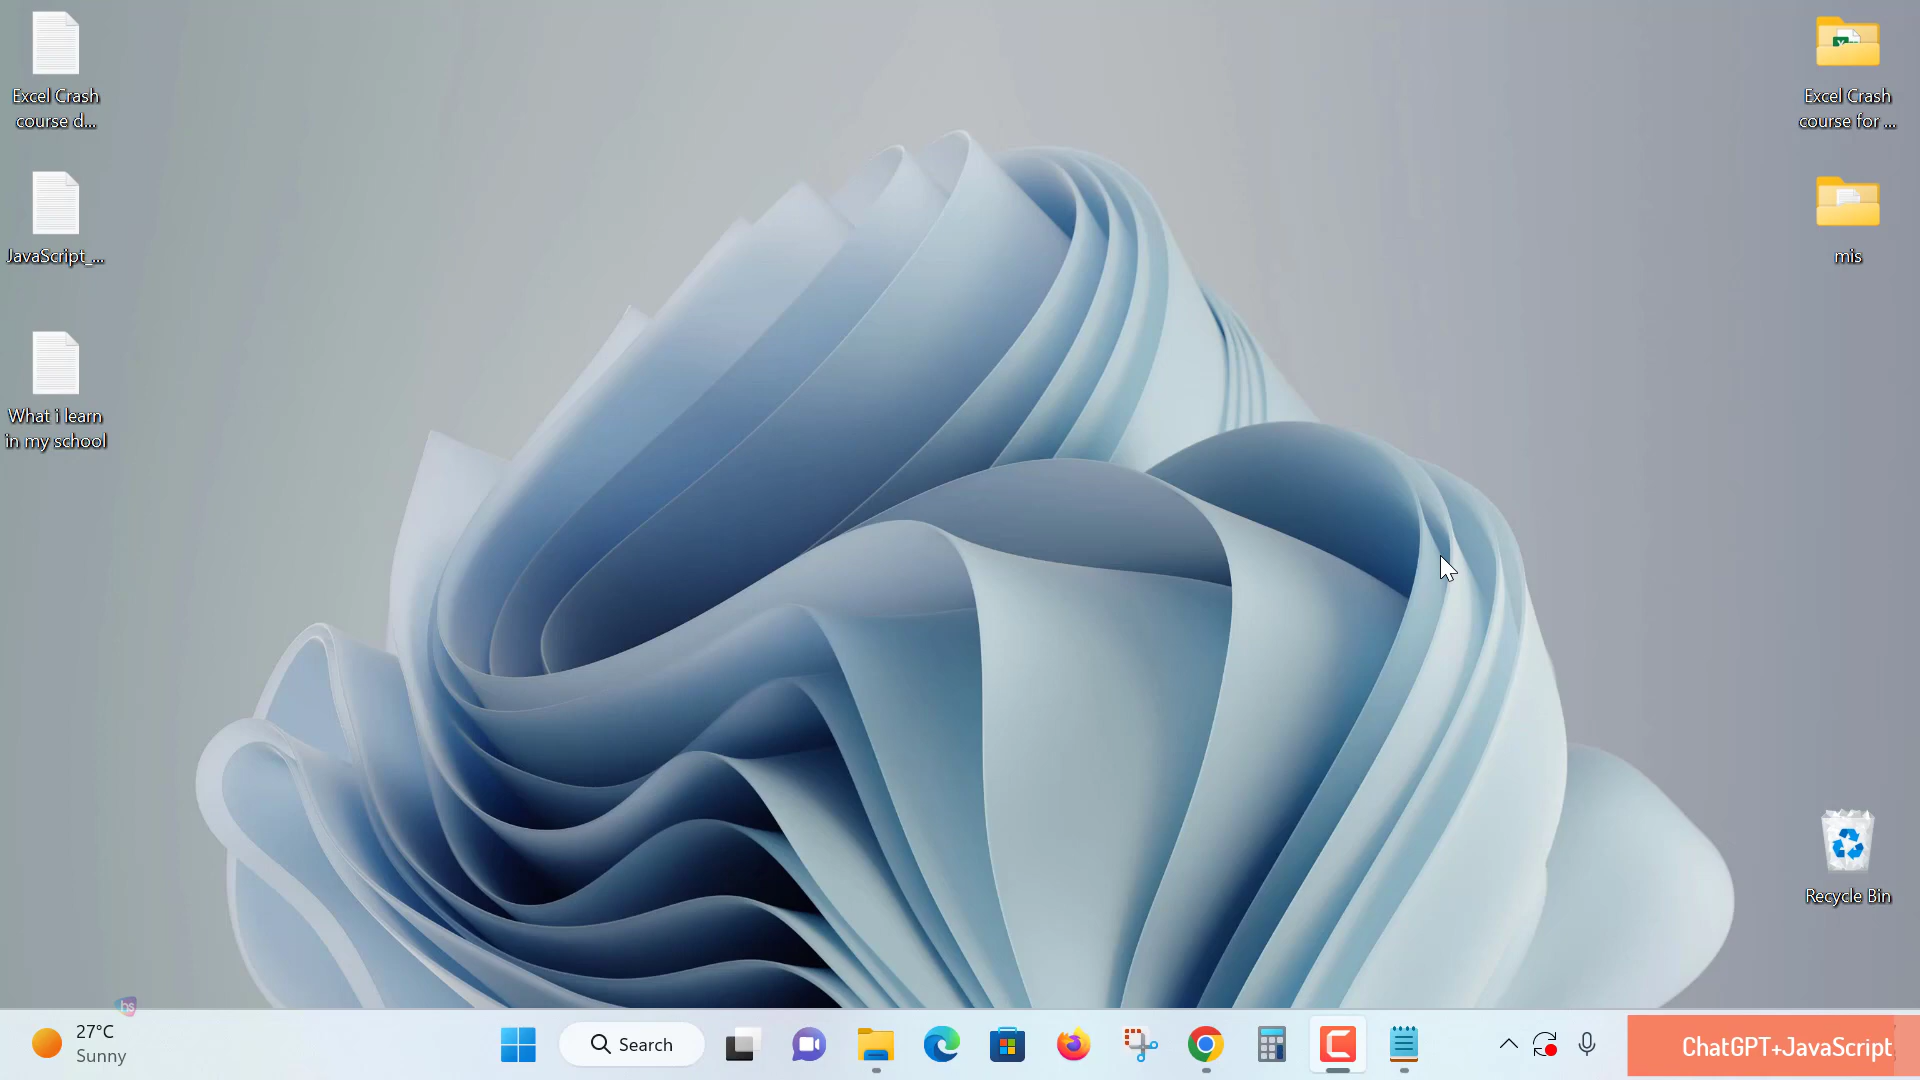 Excel Crash
course d...
JavaScript_...
What i learn
in my school
Excel Crash
course for ...
mis
Recycle Bin
hs
27°C
Sunny
Search
ChatGPT+JavaScript